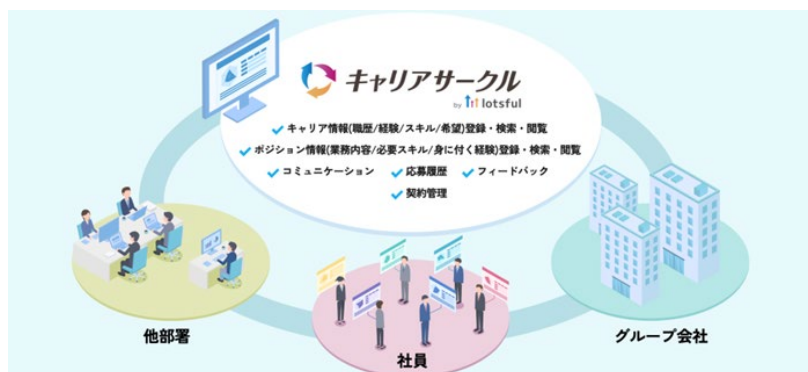 キャリアサークル
by lotsful
キャリア情報(職歴/経験/スキル/希望)登録・検索・閲覧
ポジション情報(業務内容/必要スキル/身に付く経験)登録・検索・閲覧
コミュニケーション 応募履歴 フィードバック
契約管理
他部署
社員
グループ会社